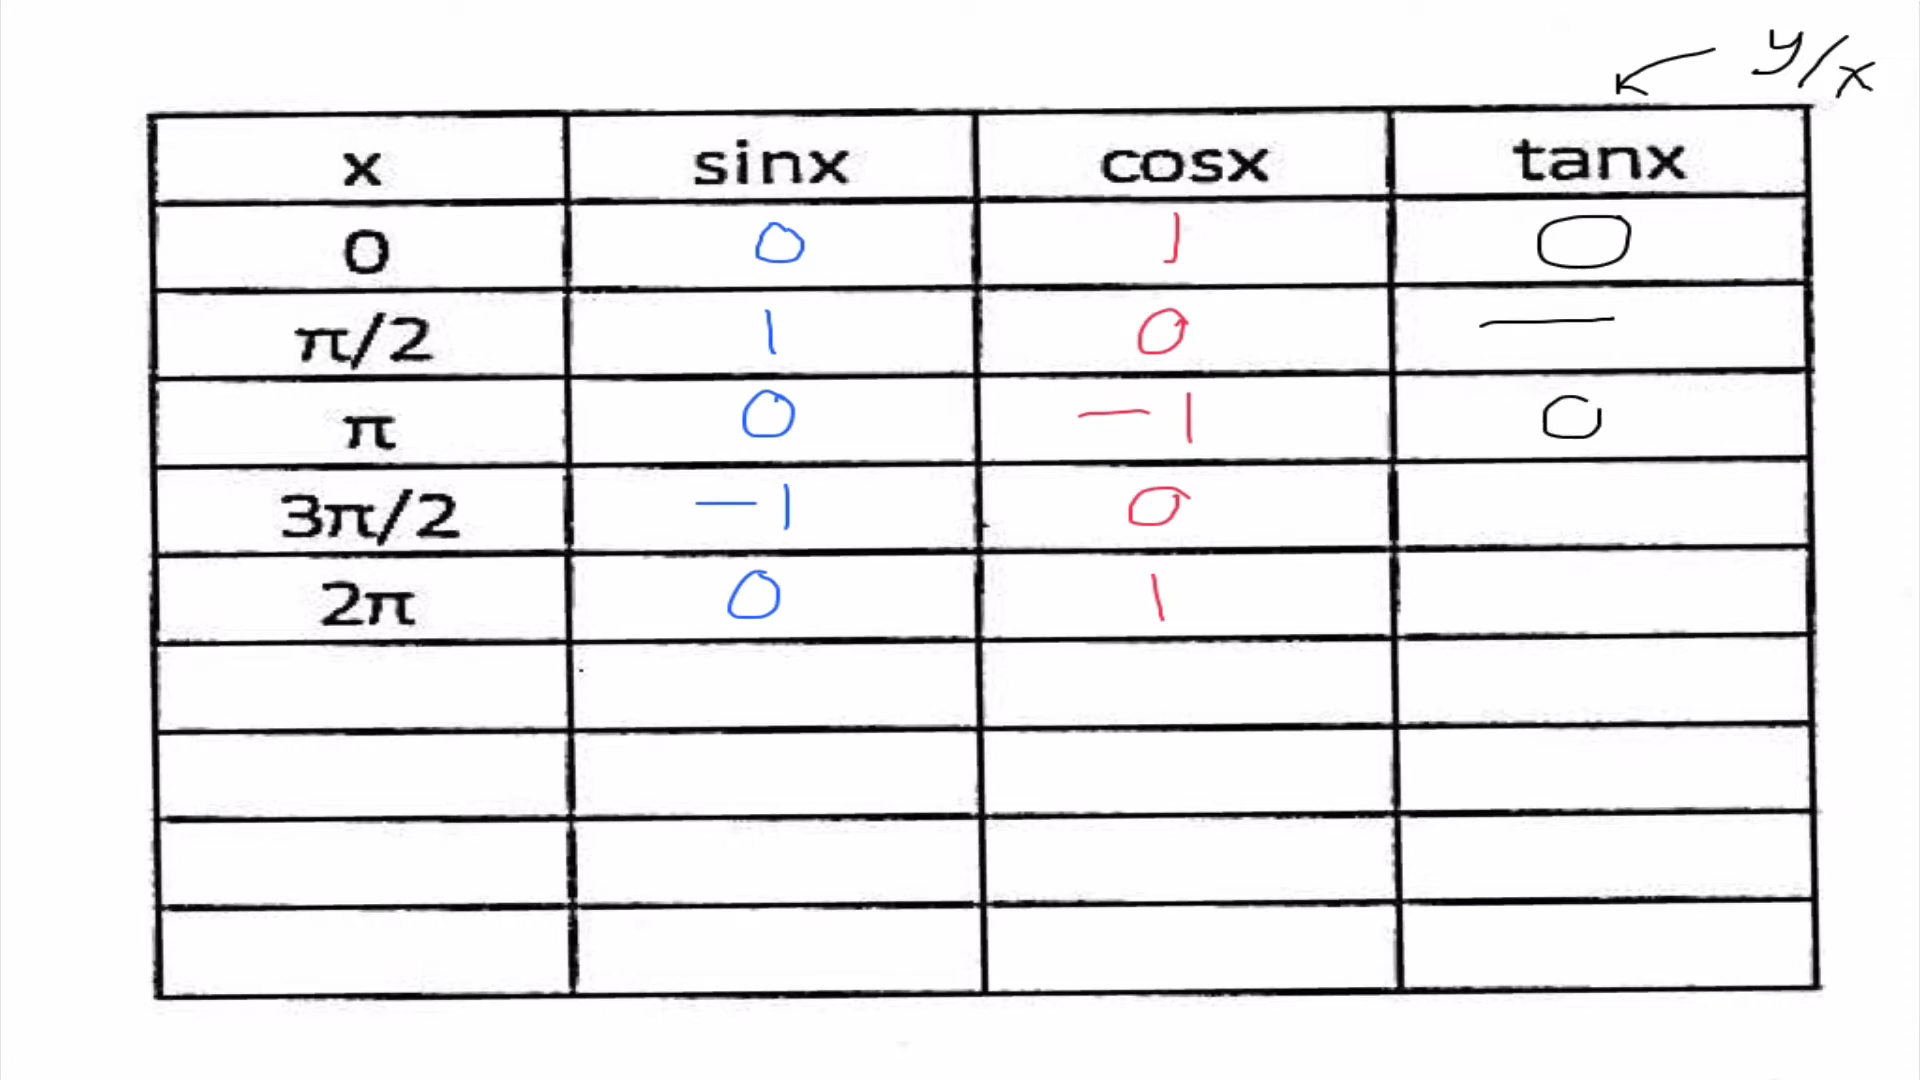 y/x
x sinx cosx tanx
0 0 1 0
π/2 1 0 —
π 0 -1 0
3π/2 -1 0
2π 0 1